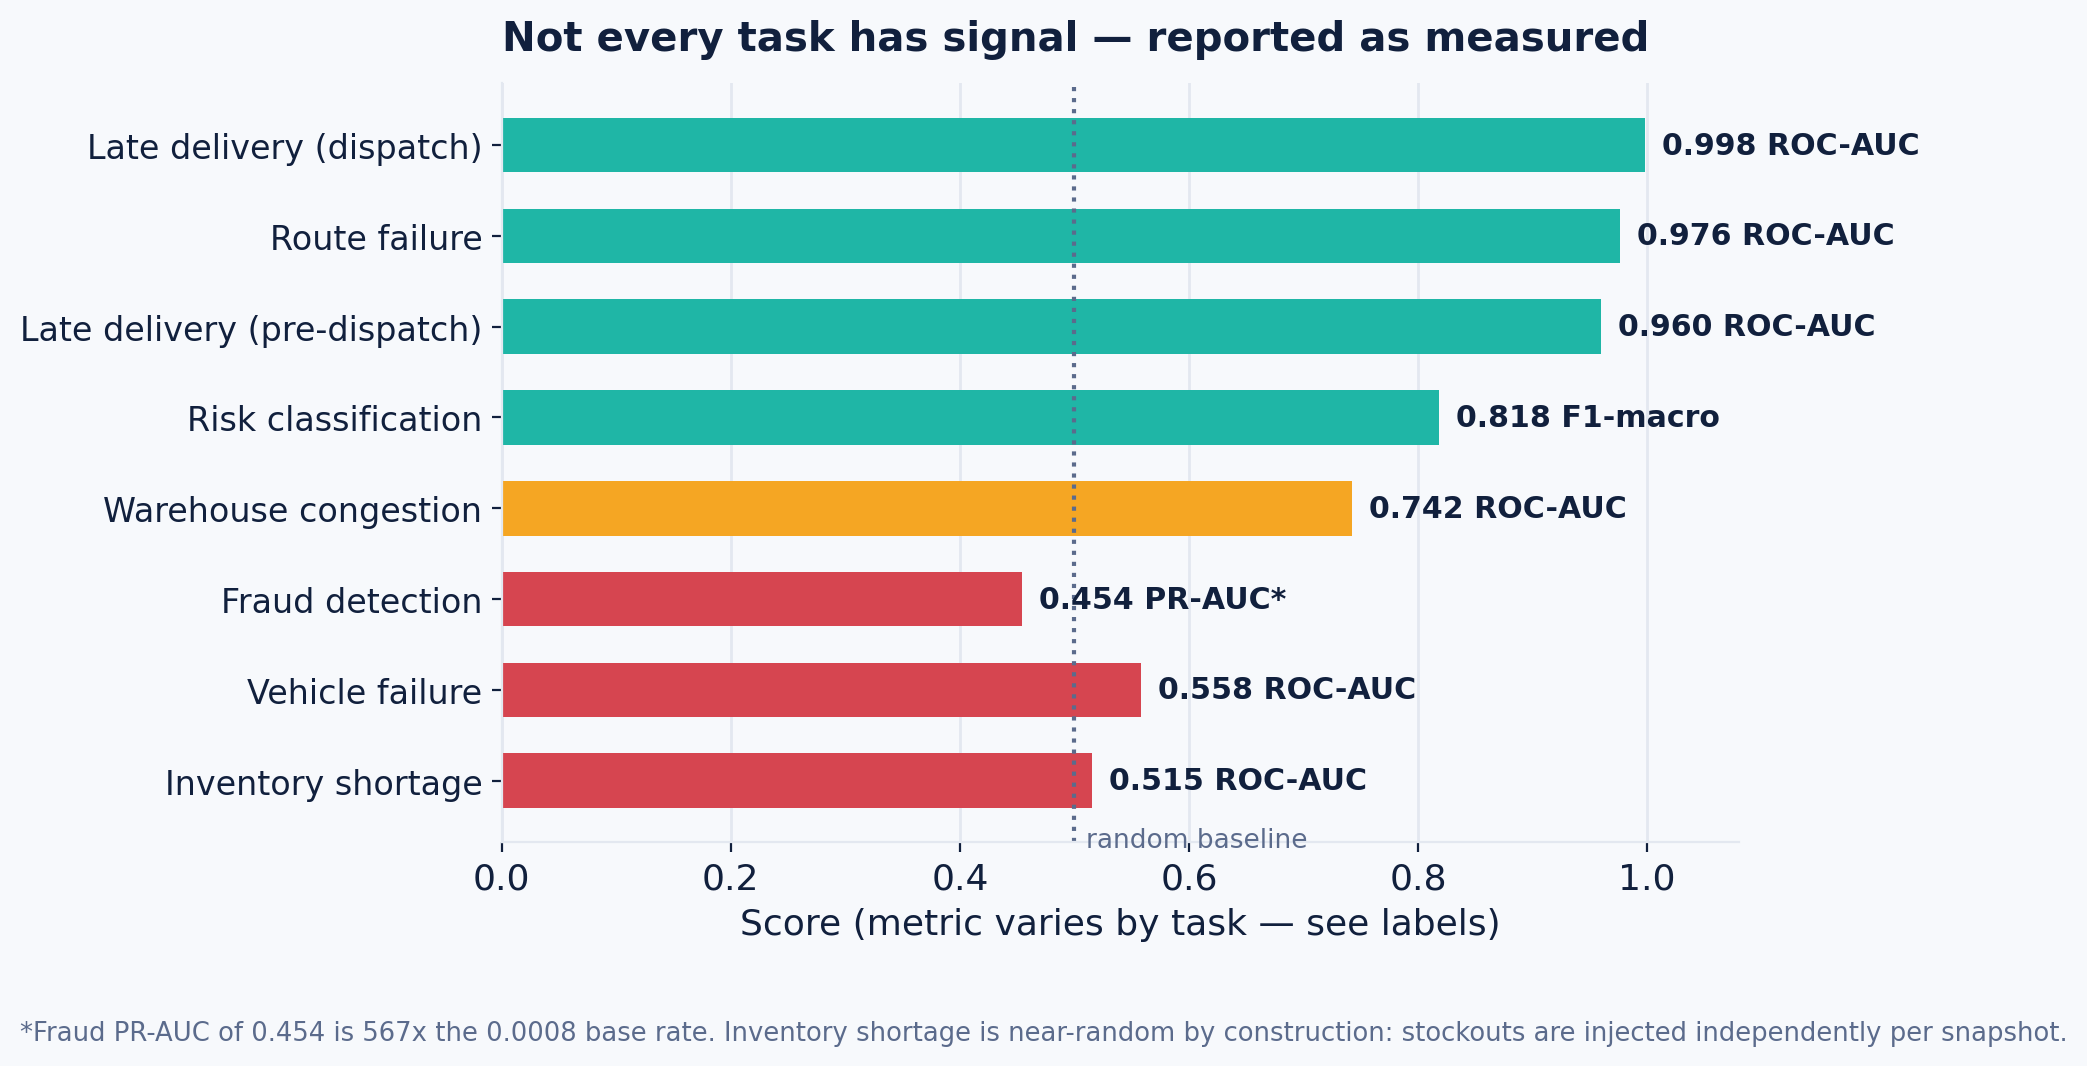 Not every task has signal — reported as measured
Late delivery (dispatch) 0.998 ROC-AUC
Route failure 0.976 ROC-AUC
Late delivery (pre-dispatch) 0.960 ROC-AUC
Risk classification 0.818 F1-macro
Warehouse congestion 0.742 ROC-AUC
Fraud detection 0.454 PR-AUC*
Vehicle failure 0.558 ROC-AUC
Inventory shortage 0.515 ROC-AUC
random baseline
0.0 0.2 0.4 0.6 0.8 1.0
Score (metric varies by task — see labels)
*Fraud PR-AUC of 0.454 is 567x the 0.0008 base rate. Inventory shortage is near-random by construction: stockouts are injected independently per snapshot.